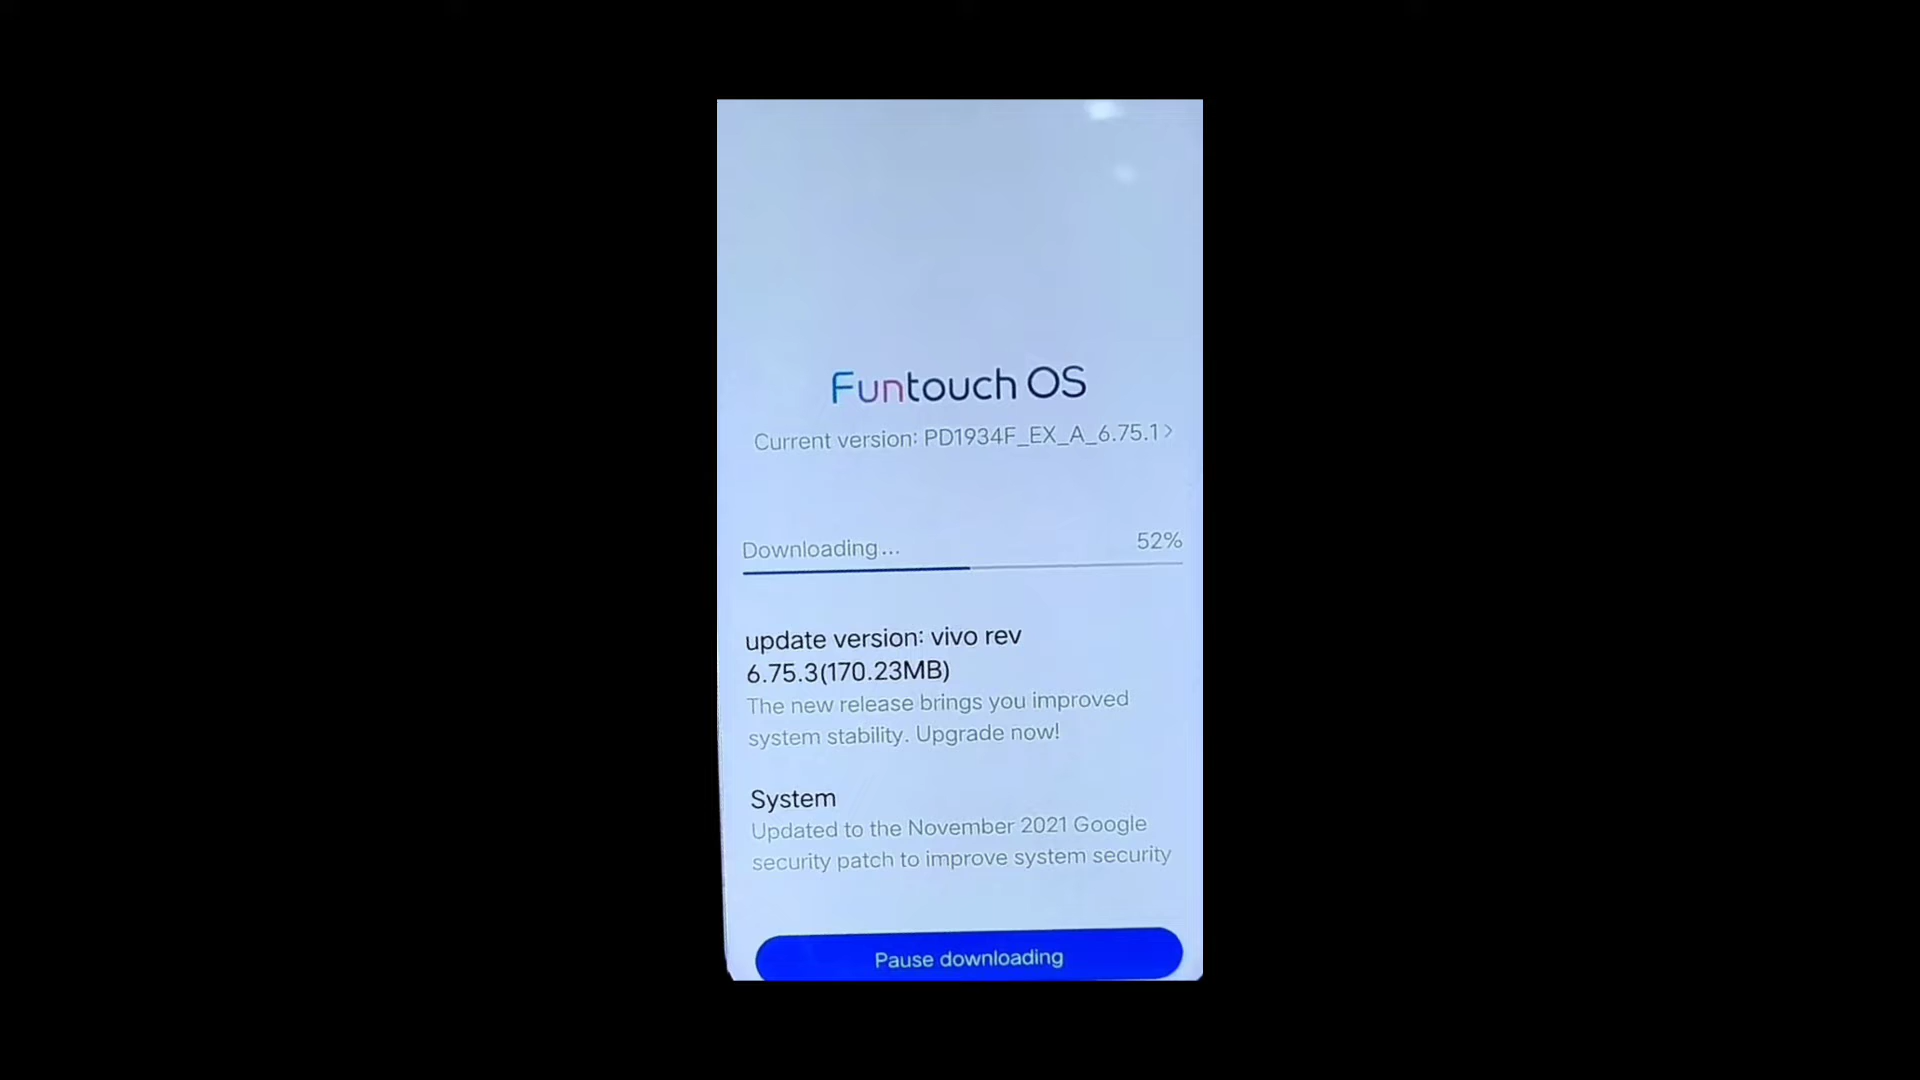 Funtouch OS
Current version: PD1934F_EX_A_6.75.1>
Downloading...
52%
update version: vivo rev
6.75.3(170.23MB)
The new release brings you improved
system stability. Upgrade now!
System
Updated to the November 2021 Google
security patch to improve system security
Pause downloading